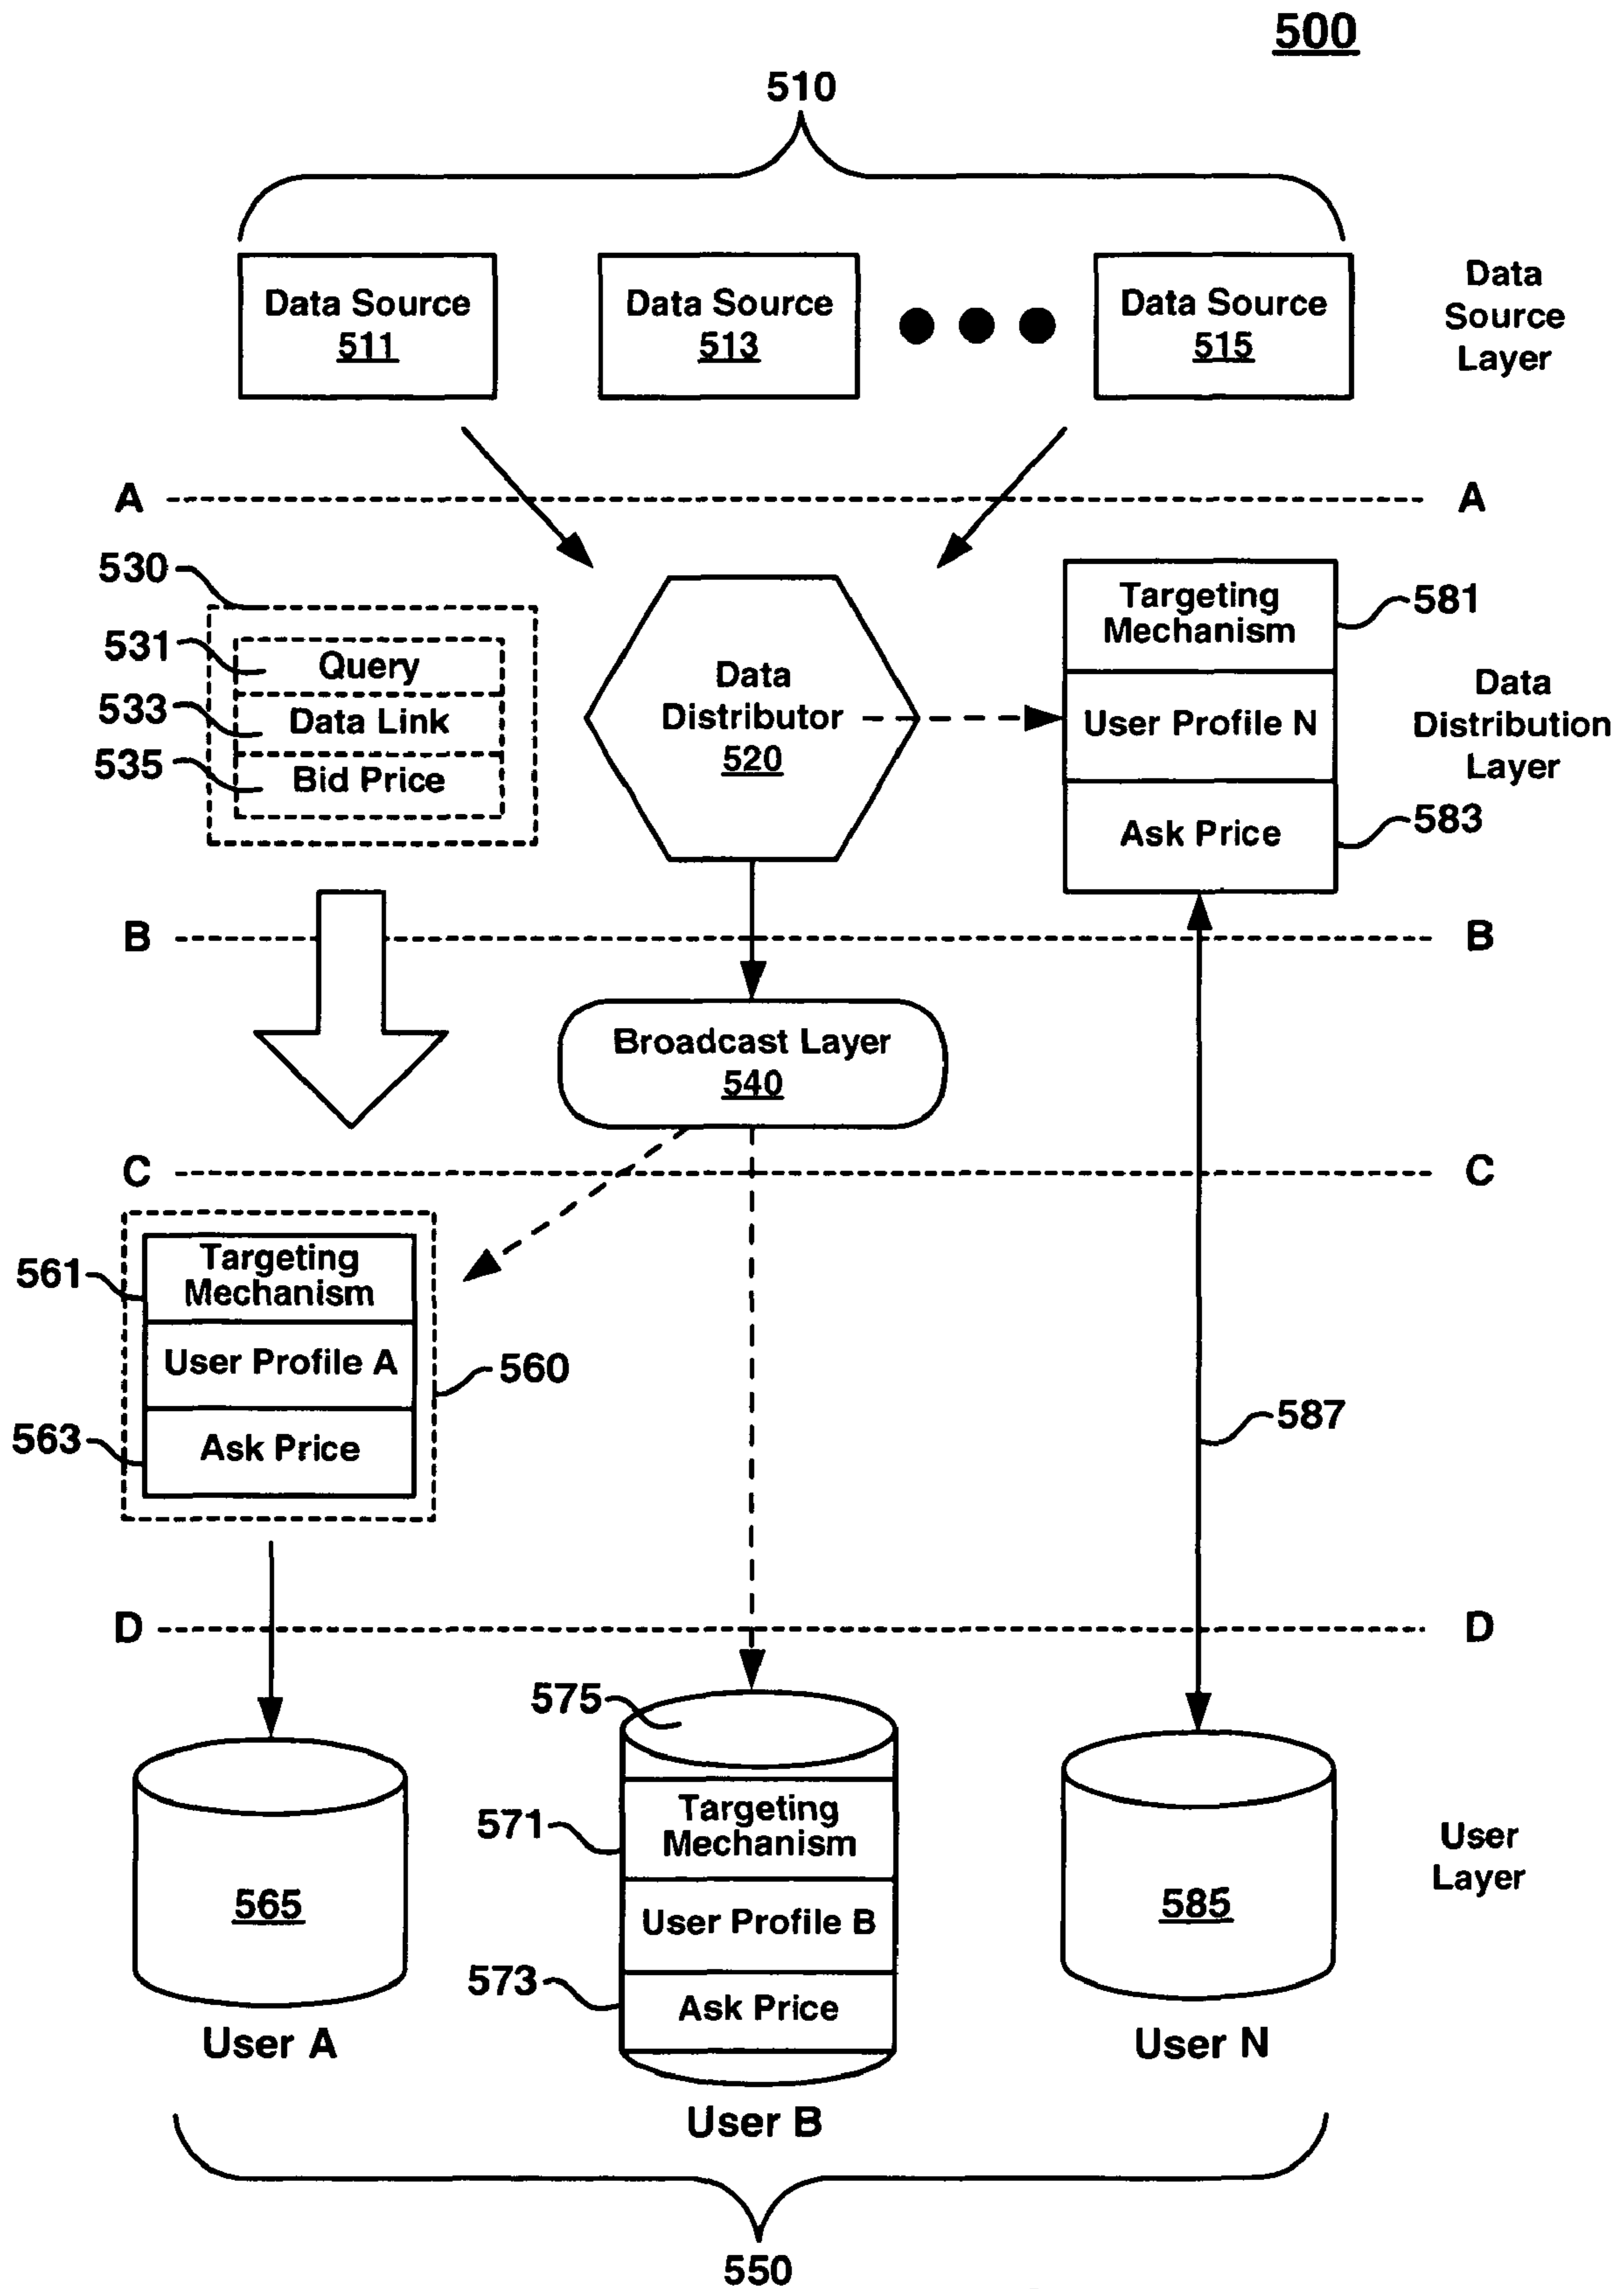 500
510
Data Source
511
Data Source
513
Data Source
515
Data
Source
Layer
A
A
530
531
Query
533
Data Link
535
Bid Price
Data
Distributor
520
Targeting
Mechanism
581
User Profile N
Ask Price
583
Data
Distribution
Layer
B
B
Broadcast Layer
540
C
C
561
Targeting
Mechanism
User Profile A
560
563
Ask Price
587
D
D
575
571
Targeting
Mechanism
User Profile B
573
Ask Price
565
585
User
Layer
User A
User B
User N
550